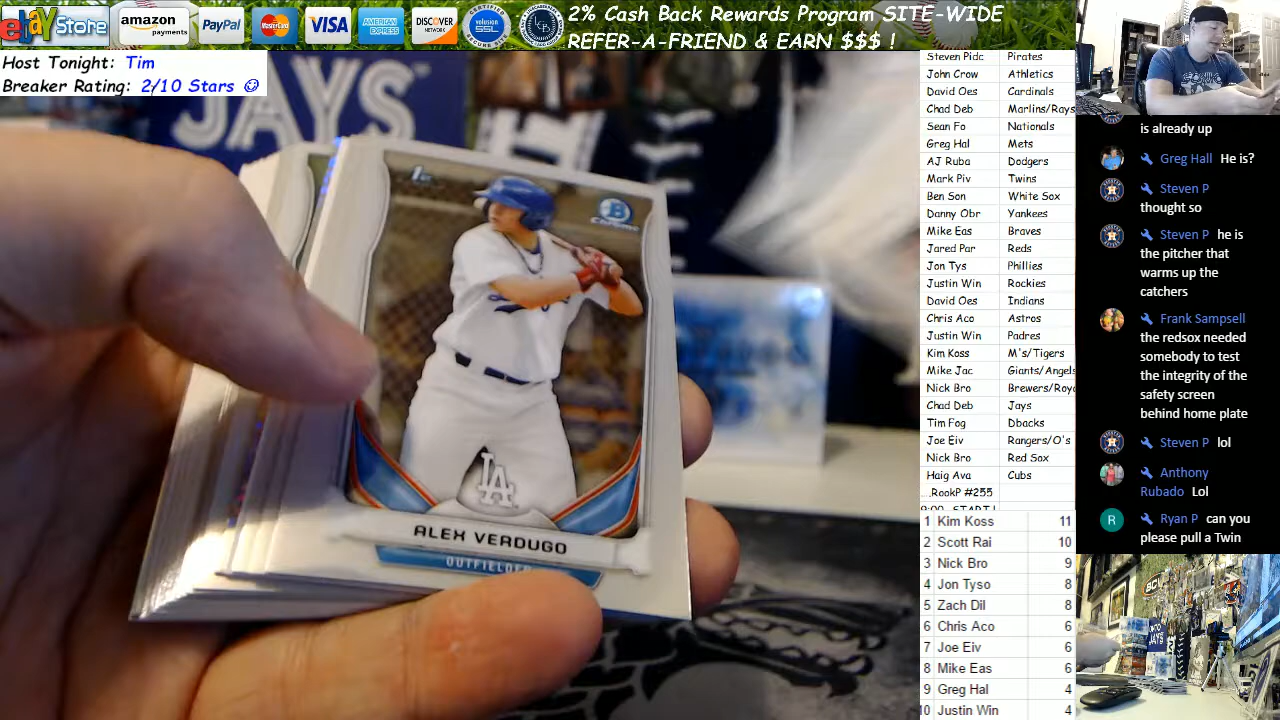 ebay Store
amazon payments
PayPal
MasterCard
VISA
AMERICAN EXPRESS
DISCOVER NETWORK
volusion SSL
2% Cash Back Rewards Program SITE-WIDE
REFER-A-FRIEND & EARN $$$ !
Host Tonight: Tim
Breaker Rating: 2/10 Stars ☺
JAYS
1st
B
CHROME
LA
ALEX VERDUGO
OUTFIELDER
Steven Pidc Pirates
John Crow Athletics
David Oes Cardinals
Chad Deb Marlins/Rays
Sean Fo Nationals
Greg Hal Mets
AJ Ruba Dodgers
Mark Piv Twins
Ben Son White Sox
Danny Obr Yankees
Mike Eas Braves
Jared Par Reds
Jon Tys Phillies
Justin Win Rockies
David Oes Indians
Chris Aco Astros
Justin Win Padres
Kim Koss M's/Tigers
Mike Jac Giants/Angels
Nick Bro Brewers/Roy
Chad Deb Jays
Tim Fog Dbacks
Joe Eiv Rangers/O's
Nick Bro Red Sox
Haig Ava Cubs
...RookP #255
9:00 START!
1 Kim Koss 11
2 Scott Rai 10
3 Nick Bro 9
4 Jon Tyso 8
5 Zach Dil 8
6 Chris Aco 6
7 Joe Eiv 6
8 Mike Eas 6
9 Greg Hal 4
10 Justin Win 4
is already up
Greg Hall He is?
Steven P
thought so
Steven P he is
the pitcher that
warms up the
catchers
Frank Sampsell
the redsox needed
somebody to test
the integrity of the
safety screen
behind home plate
Steven P lol
Anthony
Rubado Lol
R
Ryan P can you
please pull a Twin